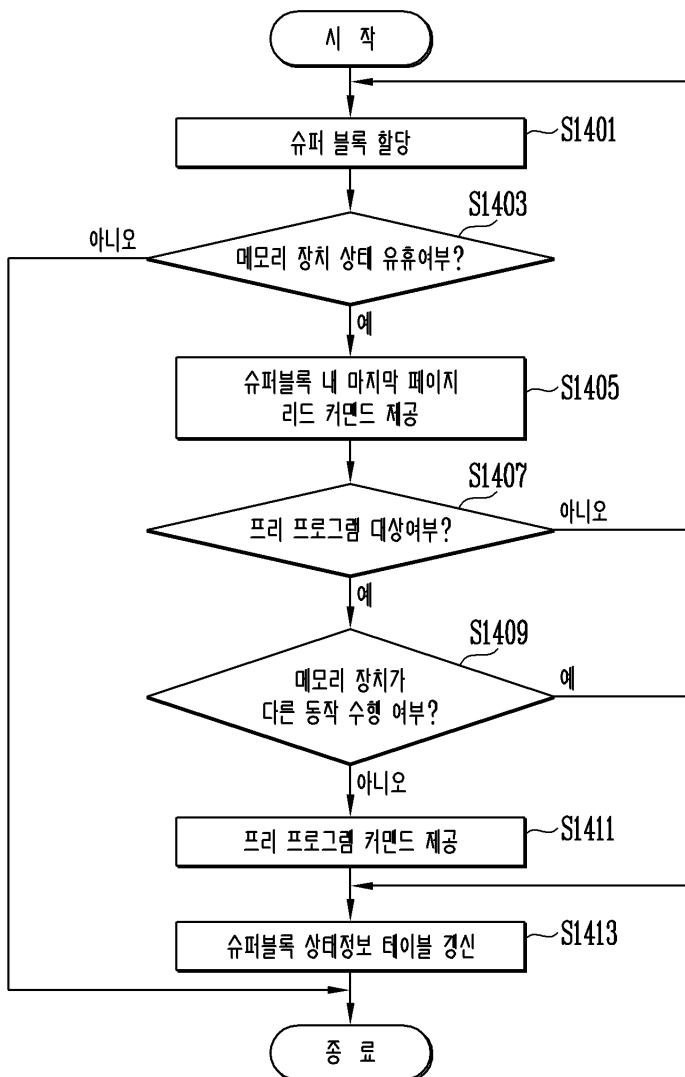 시 작
슈퍼 블록 할당
S1401
S1403
아니오
메모리 장치 상태 유휴여부?
예
슈퍼블록 내 마지막 페이지
리드 커맨드 제공
S1405
S1407
프리 프로그램 대상여부?
아니오
예
S1409
메모리 장치가
다른 동작 수행 여부?
예
아니오
프리 프로그램 커맨드 제공
S1411
슈퍼블록 상태정보 테이블 갱신
S1413
종 료